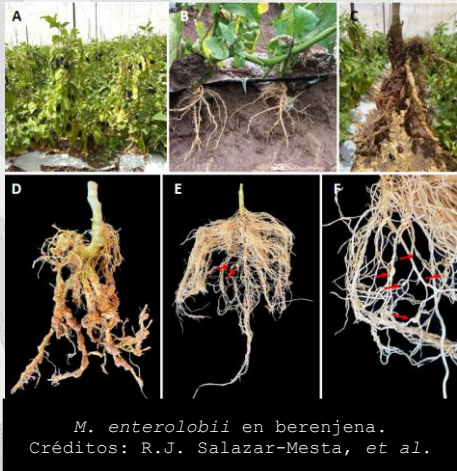 A
B
C
D
E
F
M. enterolobii en berenjena.
Créditos: R.J. Salazar-Mesta, et al.